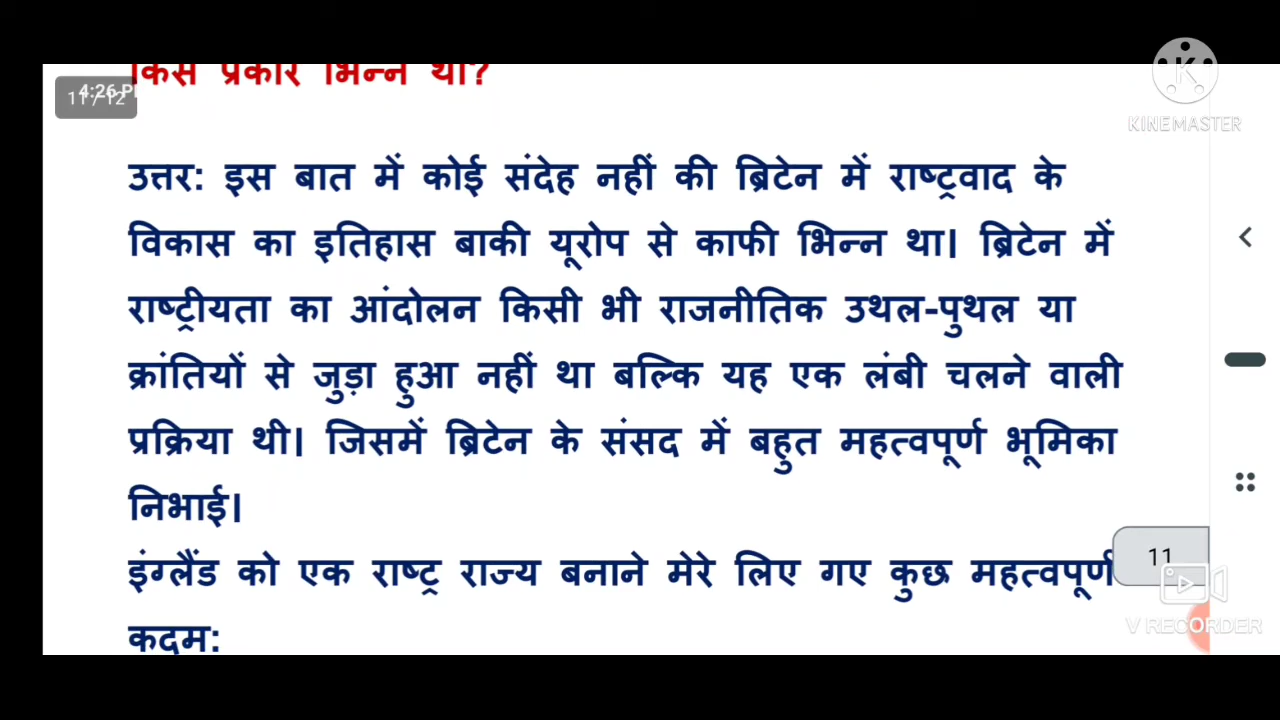 किस प्रकार भिन्न था?
4:26 P
11 / 12
KINEMASTER
उत्तर: इस बात में कोई संदेह नहीं की ब्रिटेन में राष्ट्रवाद के
विकास का इतिहास बाकी यूरोप से काफी भिन्न था। ब्रिटेन में
राष्ट्रीयता का आंदोलन किसी भी राजनीतिक उथल-पुथल या
क्रांतियों से जुड़ा हुआ नहीं था बल्कि यह एक लंबी चलने वाली
प्रक्रिया थी। जिसमें ब्रिटेन के संसद में बहुत महत्वपूर्ण भूमिका
निभाई।
इंग्लैंड को एक राष्ट्र राज्य बनाने मेरे लिए गए कुछ महत्वपूर्ण
11
कदम:
V RECORDER